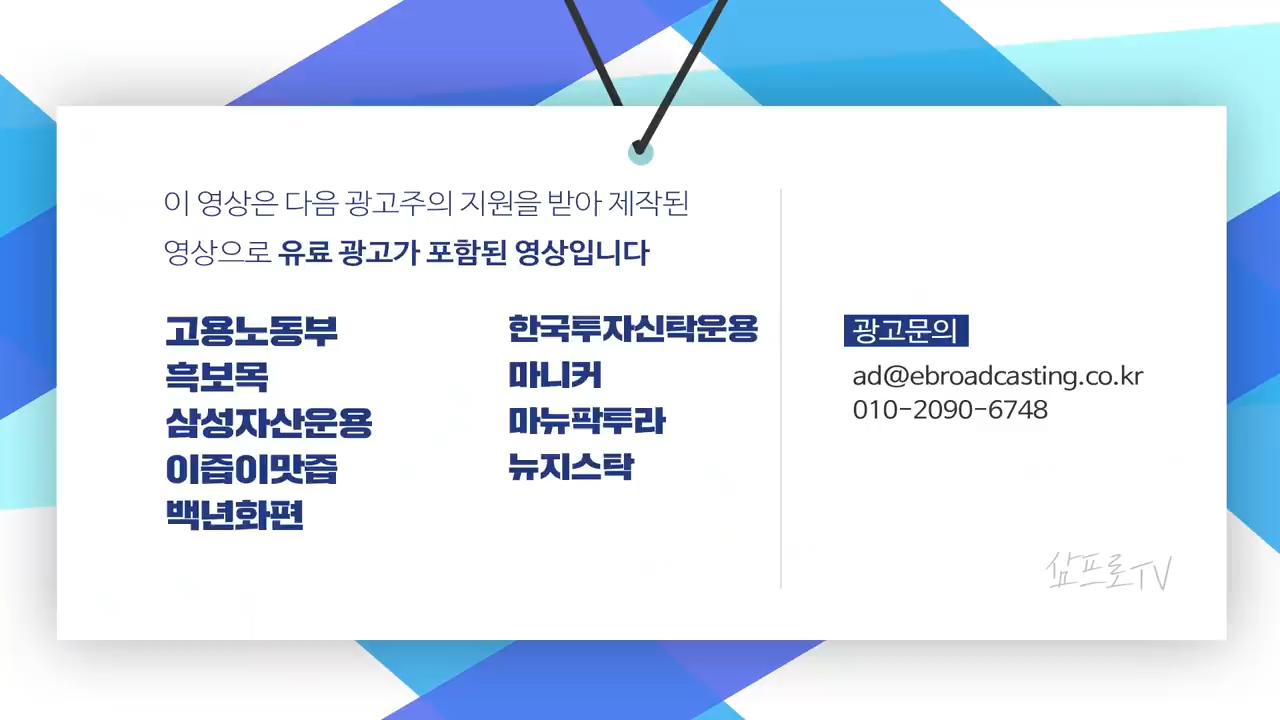 이 영상은 다음 광고주의 지원을 받아 제작된
영상으로 유료 광고가 포함된 영상입니다
고용노동부
흑보목
삼성자산운용
이즙이맛즙
백년화편
한국투자신탁운용
마니커
마뉴팍투라
뉴지스탁
광고문의
ad@ebroadcasting.co.kr
010-2090-6748
삼프로TV